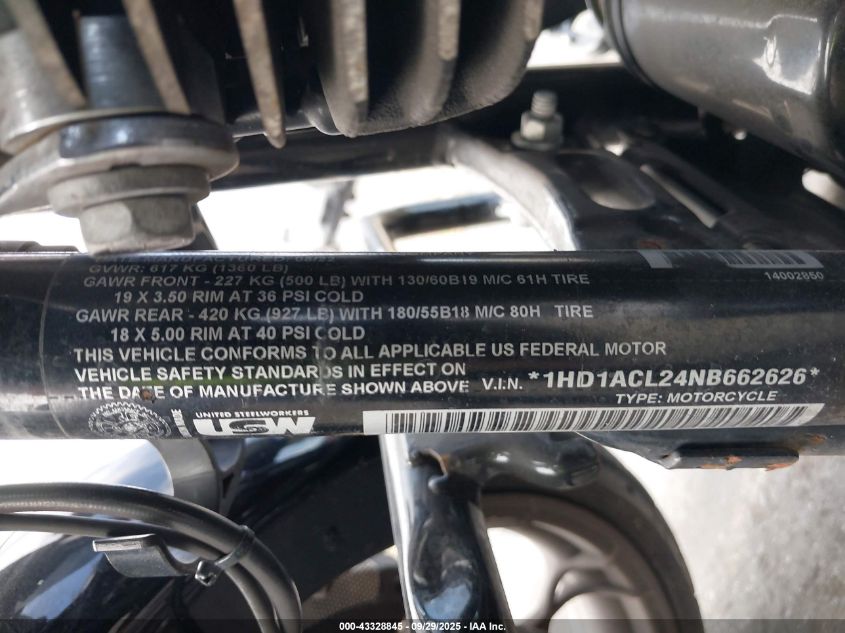 GVWR: 617 KG (1360 LB)
GAWR FRONT - 227 KG (500 LB) WITH 130/60B19 M/C 61H TIRE
19 X 3.50 RIM AT 36 PSI COLD
GAWR REAR - 420 KG (927 LB) WITH 180/55B18 M/C 80H TIRE
18 X 5.00 RIM AT 40 PSI COLD
THIS VEHICLE CONFORMS TO ALL APPLICABLE US FEDERAL MOTOR
VEHICLE SAFETY STANDARDS IN EFFECT ON
THE DATE OF MANUFACTURE SHOWN ABOVE V.I.N. *1HD1ACL24NB662626*
TYPE: MOTORCYCLE
14002850
UNITED STEELWORKERS
USW
000-43328845 - 09/29/2025 - IAA Inc.